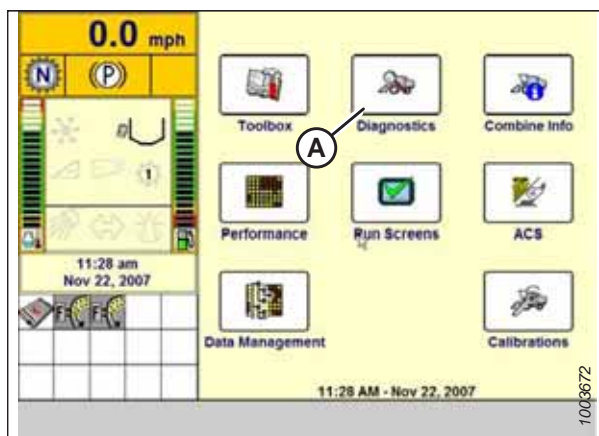 0.0 mph
N
(P)
1
11:28 am
Nov 22, 2007
F=
F=
Toolbox
Diagnostics
Combine Info
A
Performance
Run Screens
ACS
Data Management
Calibrations
11:28 AM - Nov 22, 2007
1003672